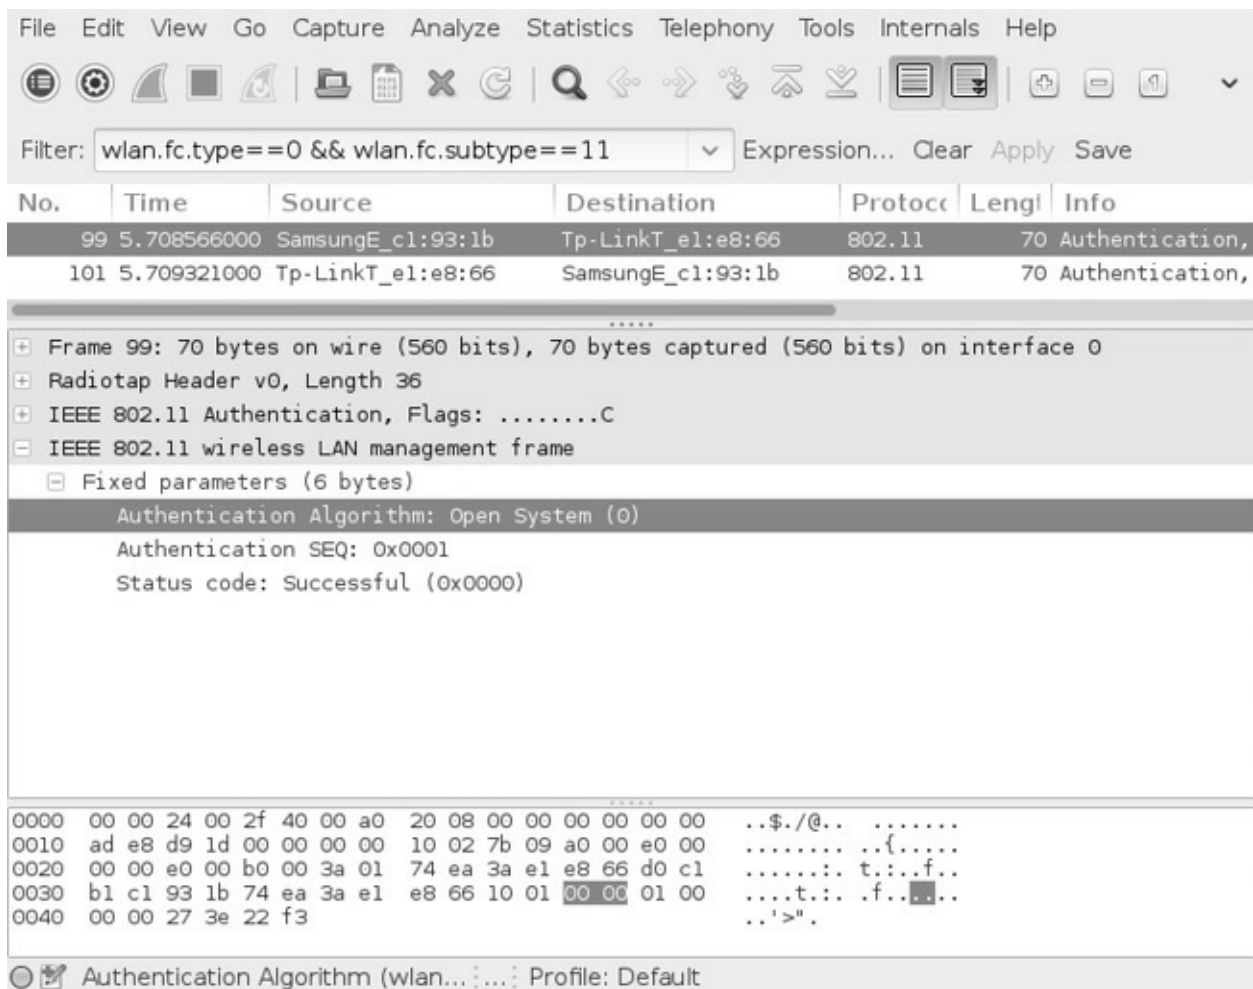 File Edit View Go Capture Analyze Statistics Telephony Tools Internals Help
Filter: wlan.fc.type==0 && wlan.fc.subtype==11 Expression... Clear Apply Save
No. Time Source Destination Protocc Lengl Info
99 5.708566000 SamsungE_c1:93:1b Tp-LinkT_e1:e8:66 802.11 70 Authentication,
101 5.709321000 Tp-LinkT_e1:e8:66 SamsungE_c1:93:1b 802.11 70 Authentication,
Frame 99: 70 bytes on wire (560 bits), 70 bytes captured (560 bits) on interface 0
Radiotap Header v0, Length 36
IEEE 802.11 Authentication, Flags: ........C
IEEE 802.11 wireless LAN management frame
Fixed parameters (6 bytes)
Authentication Algorithm: Open System (0)
Authentication SEQ: 0x0001
Status code: Successful (0x0000)
0000 00 00 24 00 2f 40 00 a0 20 08 00 00 00 00 00 00 ..$./@.. .......
0010 ad e8 d9 1d 00 00 00 00 10 02 7b 09 a0 00 e0 00 ........ ..{.....
0020 00 00 e0 00 b0 00 3a 01 74 ea 3a e1 e8 66 d0 c1 ......:. t.:..f..
0030 b1 c1 93 1b 74 ea 3a e1 e8 66 10 01 00 00 01 00 ....t.:. .f......
0040 00 00 27 3e 22 f3 ..'>".
Authentication Algorithm (wlan... ... Profile: Default